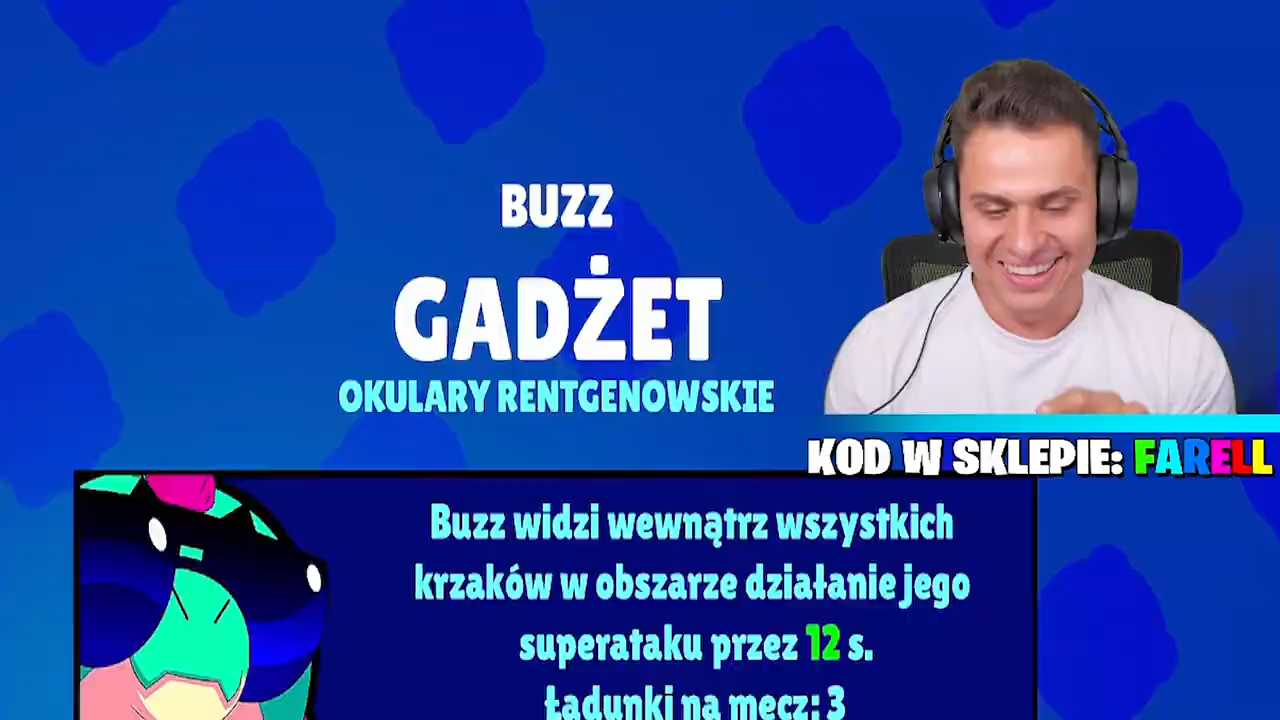 BUZZ
GADŻET
OKULARY RENTGENOWSKIE
KOD W SKLEPIE: FARELL
Buzz widzi wewnątrz wszystkich
krzaków w obszarze działanie jego
superataku przez 12 s.
Ładunki na mecz: 3